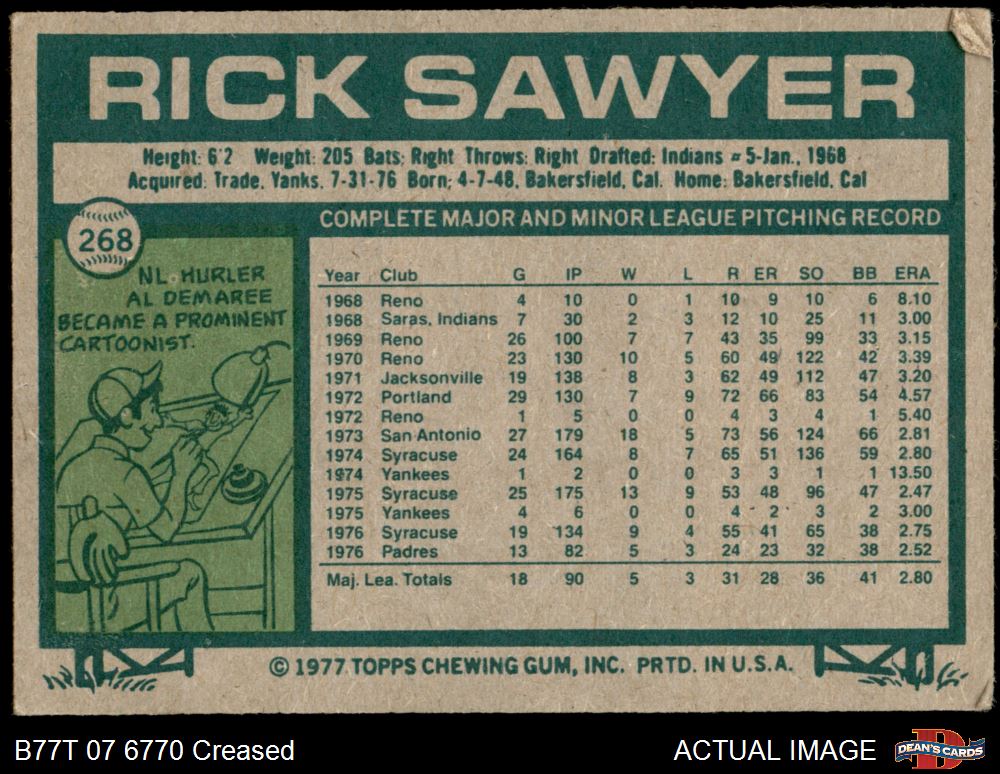 RICK SAWYER
Height: 6'2 Weight: 205 Bats: Right Throws: Right Drafted: Indians = 5-Jan., 1968
Acquired: Trade. Yanks. 7-31-76 Born; 4-7-48. Bakersfield, Cal. Home: Bakersfield. Cal
268
COMPLETE MAJOR AND MINOR LEAGUE PITCHING RECORD
NL. HURLER
AL DEMAREE
BECAME A PROMINENT
CARTOONIST.
Year Club G IP W L R ER SO BB ERA
1968 Reno 4 10 0 1 10 9 10 6 8.10
1968 Saras. Indians 7 30 2 3 12 10 25 11 3.00
1969 Reno 26 100 7 7 43 35 99 33 3.15
1970 Reno 23 130 10 5 60 49 122 42 3.39
1971 Jacksonville 19 138 8 3 62 49 112 47 3.20
1972 Portland 29 130 7 9 72 66 83 54 4.57
1972 Reno 1 5 0 0 4 3 4 1 5.40
1973 San Antonio 27 179 18 5 73 56 124 66 2.81
1974 Syracuse 24 164 8 7 65 51 136 59 2.80
1974 Yankees 1 2 0 0 3 3 1 1 13.50
1975 Syracuse 25 175 13 9 53 48 96 47 2.47
1975 Yankees 4 6 0 0 4 2 3 2 3.00
1976 Syracuse 19 134 9 4 55 41 65 38 2.75
1976 Padres 13 82 5 3 24 23 32 38 2.52
Maj. Lea. Totals 18 90 5 3 31 28 36 41 2.80
© 1977 TOPPS CHEWING GUM, INC. PRTD. IN U.S.A.
B77T 07 6770 Creased
ACTUAL IMAGE
D
DEAN'S CARDS